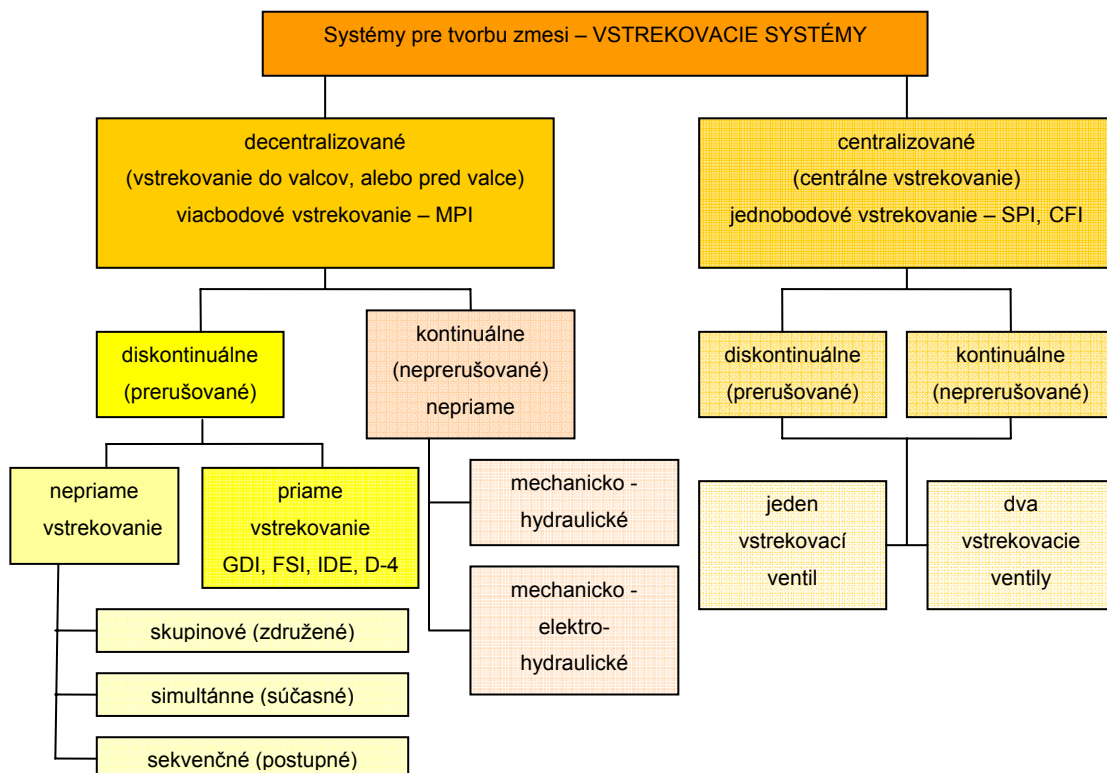 Systémy pre tvorbu zmesi – VSTREKOVACIE SYSTÉMY
decentralizované
(vstrekovanie do valcov, alebo pred valce)
viacbodové vstrekovanie – MPI
centralizované
(centrálne vstrekovanie)
jednobodové vstrekovanie – SPI, CFI
diskontinuálne
(prerušované)
kontinuálne
(neprerušované)
nepriame
diskontinuálne
(prerušované)
kontinuálne
(neprerušované)
nepriame
vstrekovanie
priame
vstrekovanie
GDI, FSI, IDE, D-4
mechanicko -
hydraulické
mechanicko -
elektro-
hydraulické
jeden
vstrekovací
ventil
dva
vstrekovacie
ventily
skupinové (združené)
simultánne (súčasné)
sekvenčné (postupné)